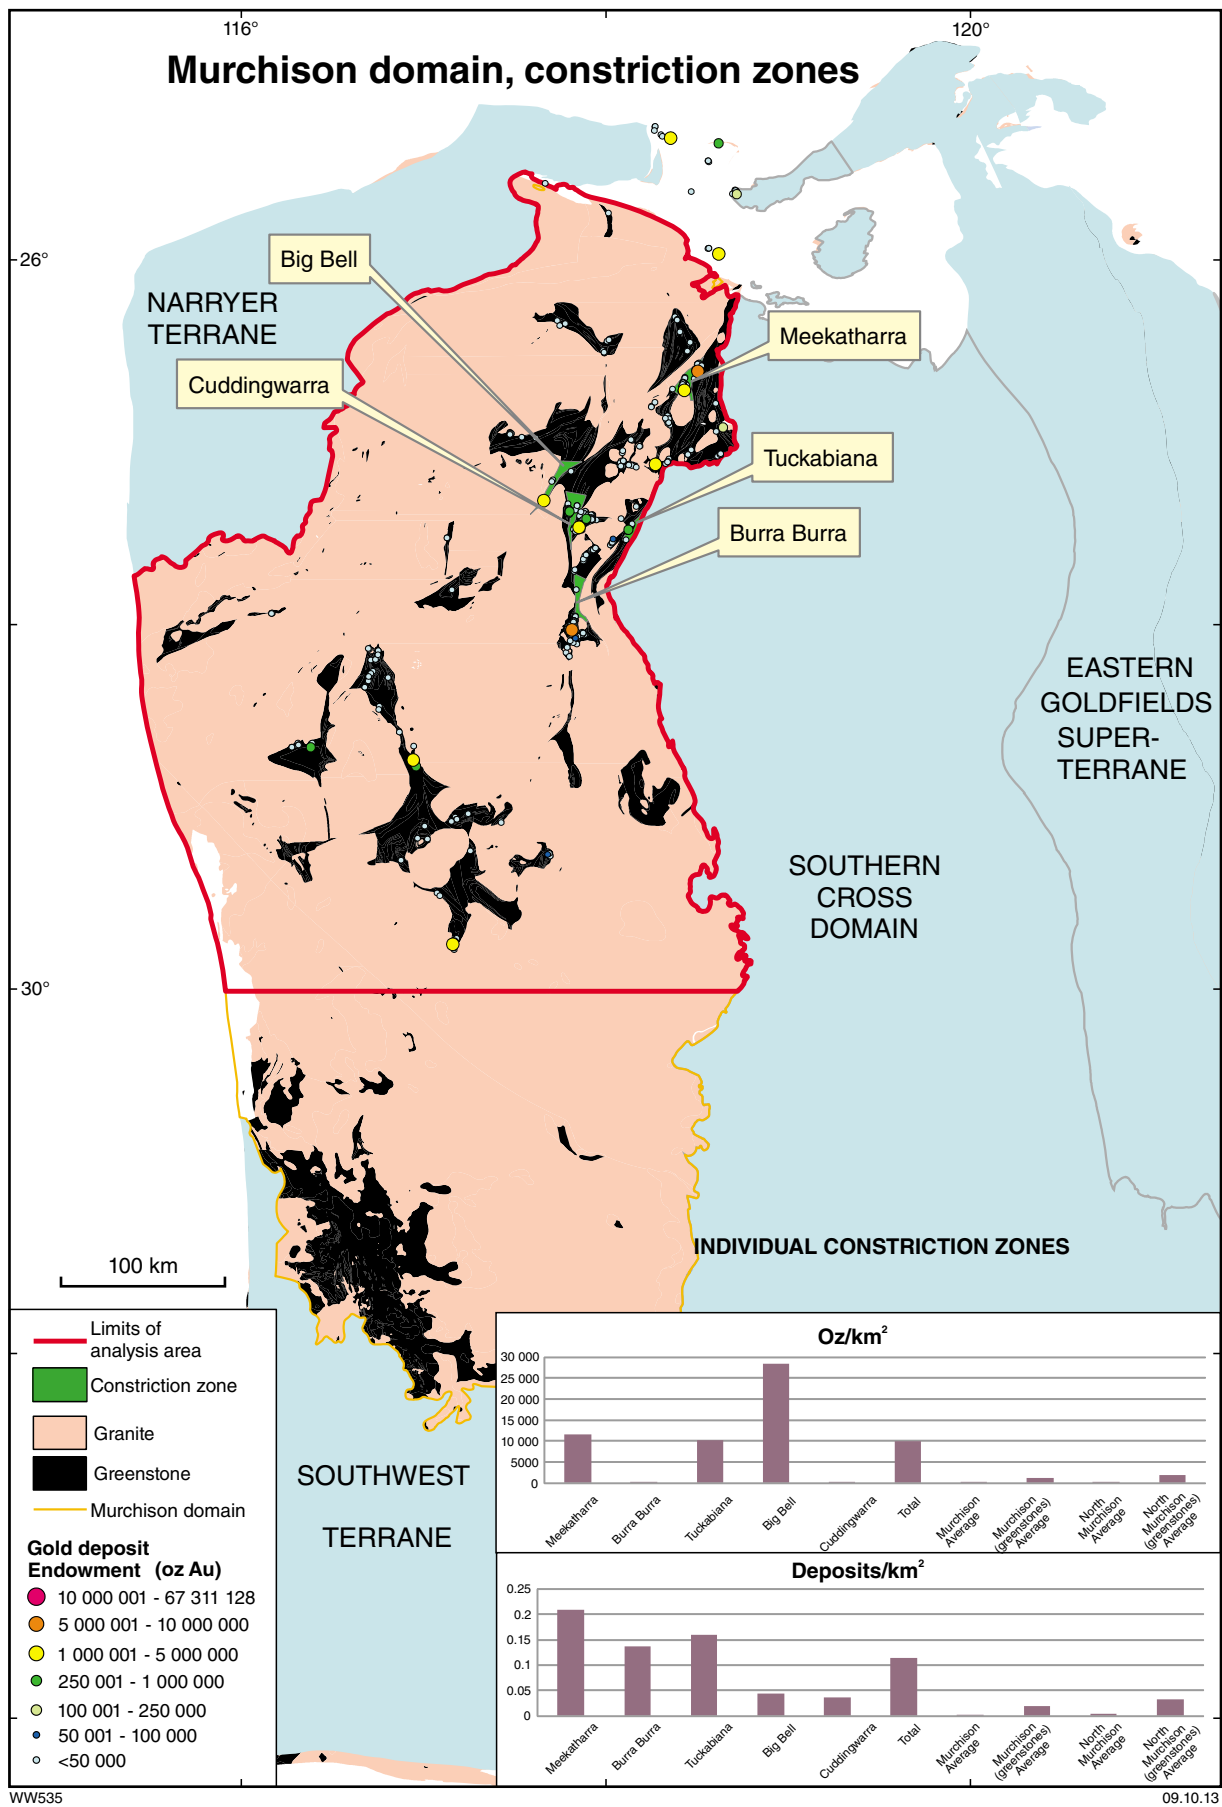 116°
120°
Murchison domain, constriction zones
26°
Big Bell
NARRYER
TERRANE
Meekatharra
Cuddingwarra
Tuckabiana
Burra Burra
EASTERN
GOLDFIELDS
SUPER-
TERRANE
SOUTHERN
CROSS
DOMAIN
30°
INDIVIDUAL CONSTRICTION ZONES
100 km
Limits of
analysis area
Constriction zone
Granite
Greenstone
Murchison domain
Gold deposit
Endowment (oz Au)
10 000 001 - 67 311 128
5 000 001 - 10 000 000
1 000 001 - 5 000 000
250 001 - 1 000 000
100 001 - 250 000
50 001 - 100 000
<50 000
SOUTHWEST
TERRANE
Oz/km²
30 000
25 000
20 000
15 000
10 000
5000
0
Meekatharra
Burra Burra
Tuckabiana
Big Bell
Cuddingwarra
Total
Murchison
Average
Murchison
(greenstones)
Average
North
Murchison
Average
North
Murchison
(greenstones)
Average
Deposits/km²
0.25
0.2
0.15
0.1
0.05
0
Meekatharra
Burra Burra
Tuckabiana
Big Bell
Cuddingwarra
Total
Murchison
Average
Murchison
(greenstones)
Average
North
Murchison
Average
North
Murchison
(greenstones)
Average
WW535
09.10.13